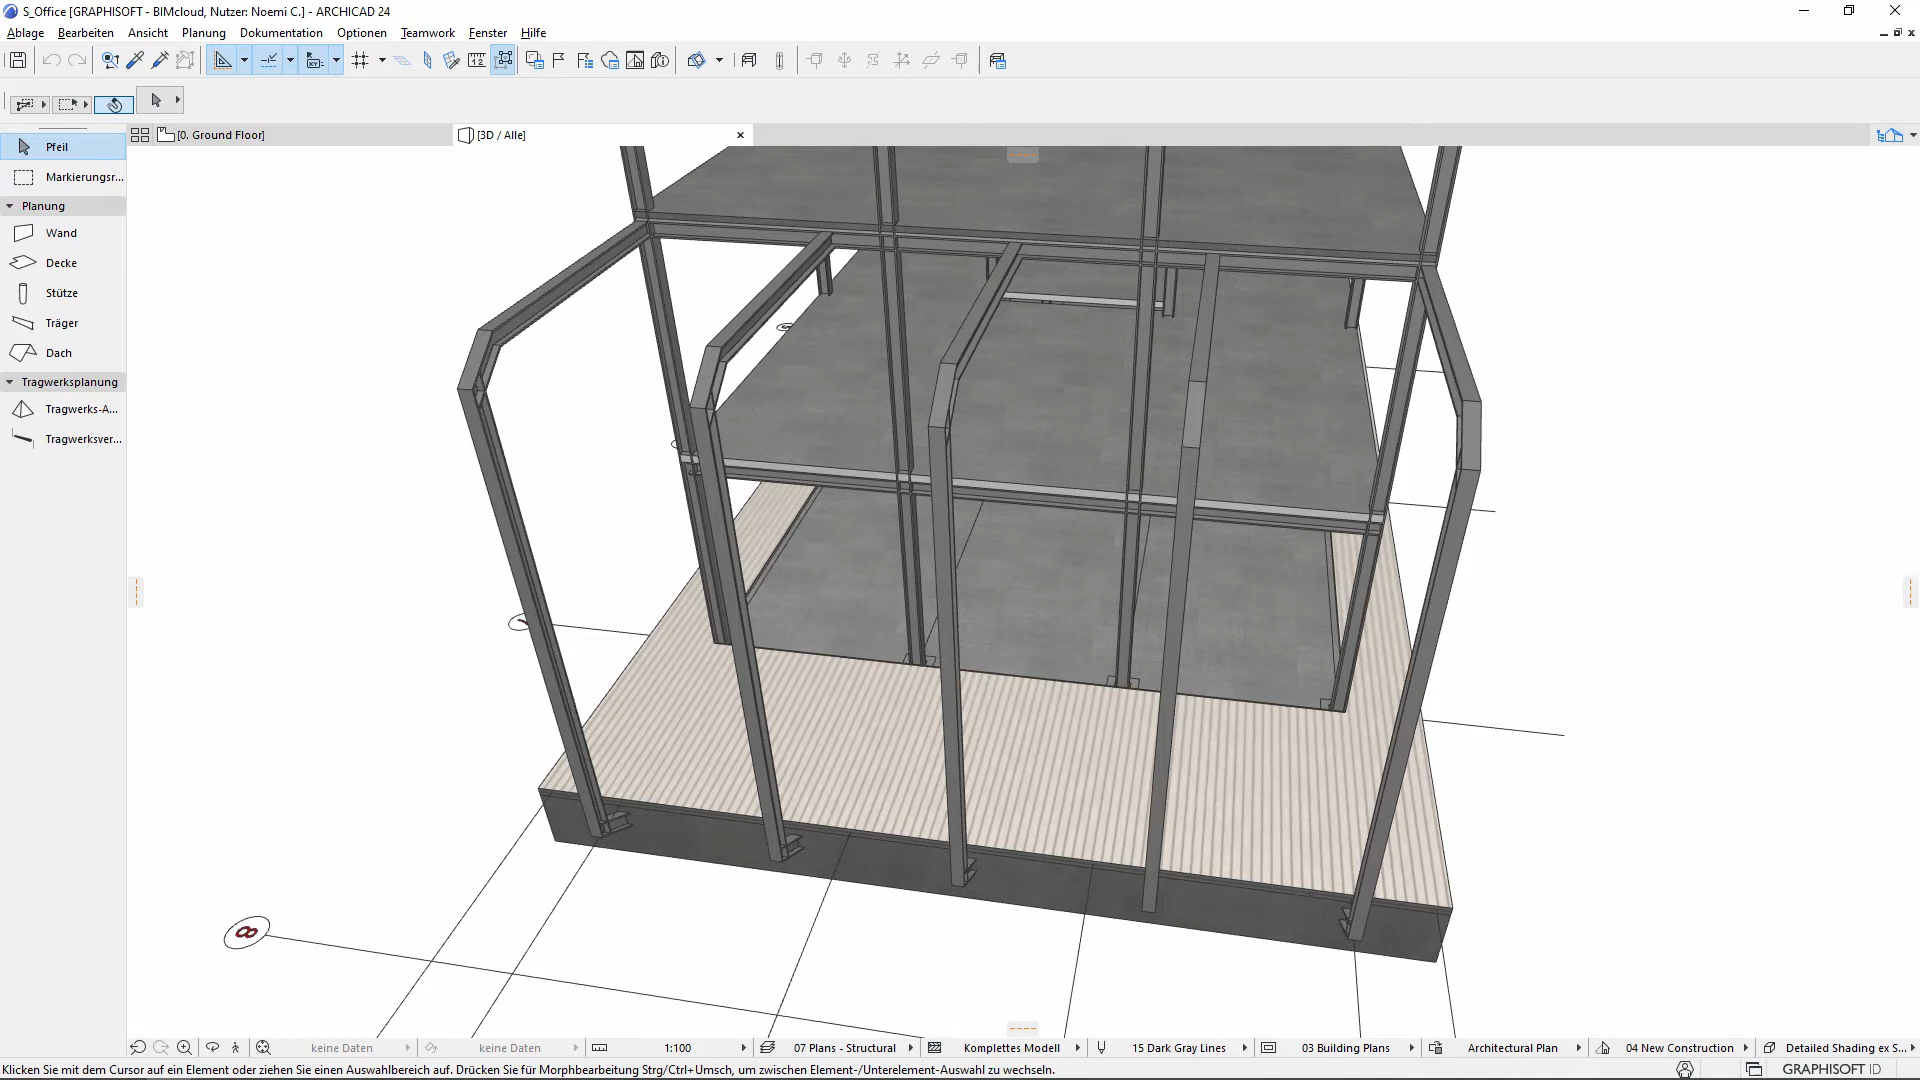 S_Office [GRAPHISOFT - BIMcloud, Nutzer: Noemi C.] - ARCHICAD 24
Ablage Bearbeiten Ansicht Planung Dokumentation Optionen Teamwork Fenster Hilfe
[0. Ground Floor] [3D / Alle]
Pfeil
Markierungsr...
Planung
Wand
Decke
Stütze
Träger
Dach
Tragwerksplanung
Tragwerks-A...
Tragwerksver...
8
keine Daten keine Daten 1:100 07 Plans - Structural Komplettes Modell 15 Dark Gray Lines 03 Building Plans Architectural Plan 04 New Construction Detailed Shading ex S...
Klicken Sie mit dem Cursor auf ein Element oder ziehen Sie einen Auswahlbereich auf. Drücken Sie für Morphbearbeitung Strg/Ctrl+Umsch, um zwischen Element-/Unterelement-Auswahl zu wechseln.
GRAPHISOFT ID